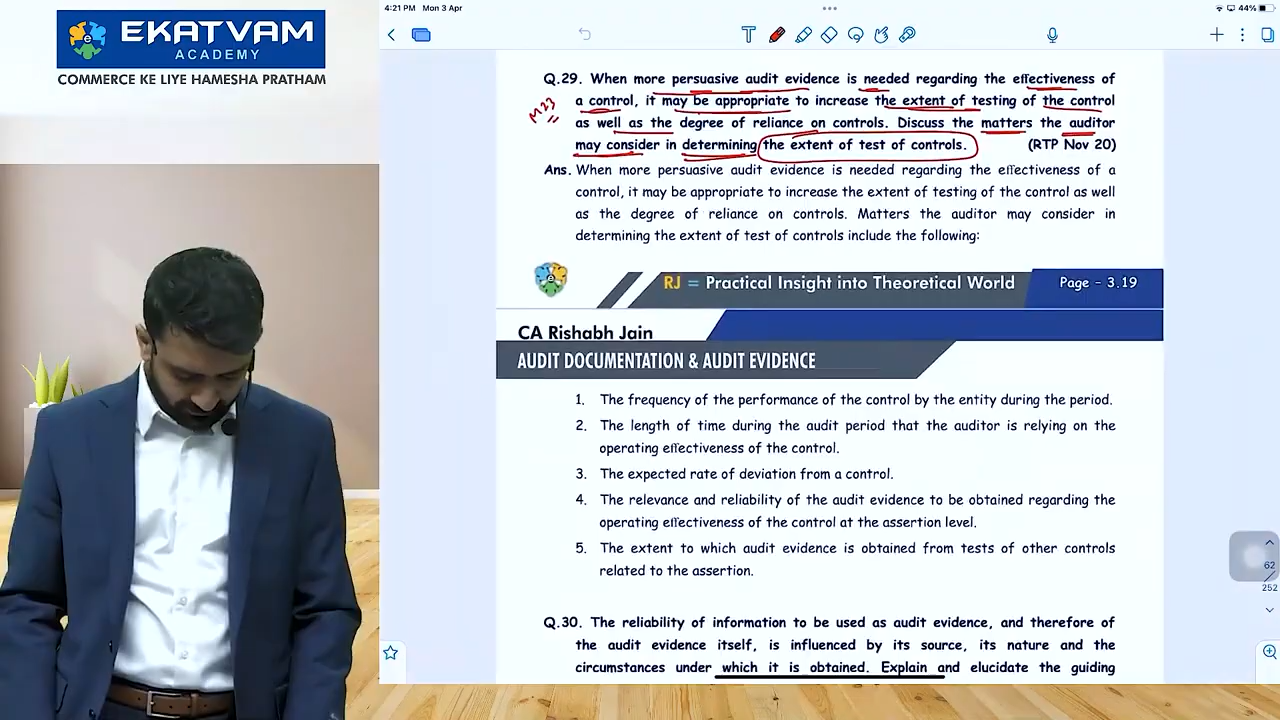 4:21 PM Mon 3 Apr
44%
EKATVAM
ACADEMY
COMMERCE KE LIYE HAMESHA PRATHAM
Q.29. When more persuasive audit evidence is needed regarding the effectiveness of
a control, it may be appropriate to increase the extent of testing of the control
M23
as well as the degree of reliance on controls. Discuss the matters the auditor
may consider in determining the extent of test of controls. (RTP Nov 20)
Ans. When more persuasive audit evidence is needed regarding the effectiveness of a
control, it may be appropriate to increase the extent of testing of the control as well
as the degree of reliance on controls. Matters the auditor may consider in
determining the extent of test of controls include the following:
RJ = Practical Insight into Theoretical World
Page - 3.19
CA Rishabh Jain
AUDIT DOCUMENTATION & AUDIT EVIDENCE
1. The frequency of the performance of the control by the entity during the period.
2. The length of time during the audit period that the auditor is relying on the
operating effectiveness of the control.
3. The expected rate of deviation from a control.
4. The relevance and reliability of the audit evidence to be obtained regarding the
operating effectiveness of the control at the assertion level.
5. The extent to which audit evidence is obtained from tests of other controls
related to the assertion.
62
252
Q.30. The reliability of information to be used as audit evidence, and therefore of
the audit evidence itself, is influenced by its source, its nature and the
circumstances under which it is obtained. Explain and elucidate the guiding